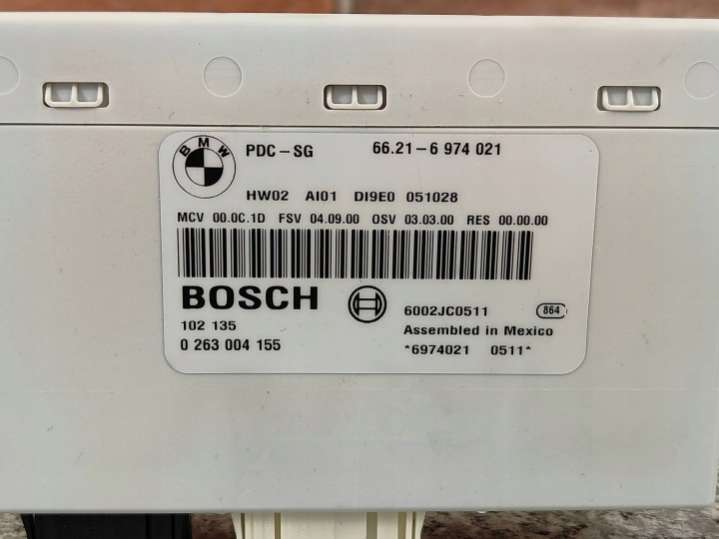 BMW PDC-SG 66.21-6 974 021
HW02 AI01 DI9E0 051028
MCV 00.0C.1D FSV 04.09.00 OSV 03.03.00 RES 00.00.00
BOSCH
6002JC0511 864
102 135 Assembled in Mexico
0 263 004 155 *6974021 0511*